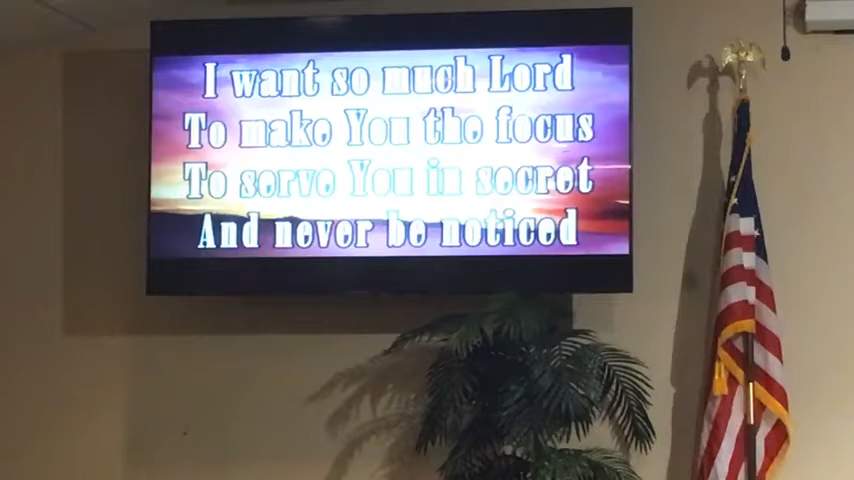 I want so much Lord
To make You the focus
To serve You in secret
And never be noticed